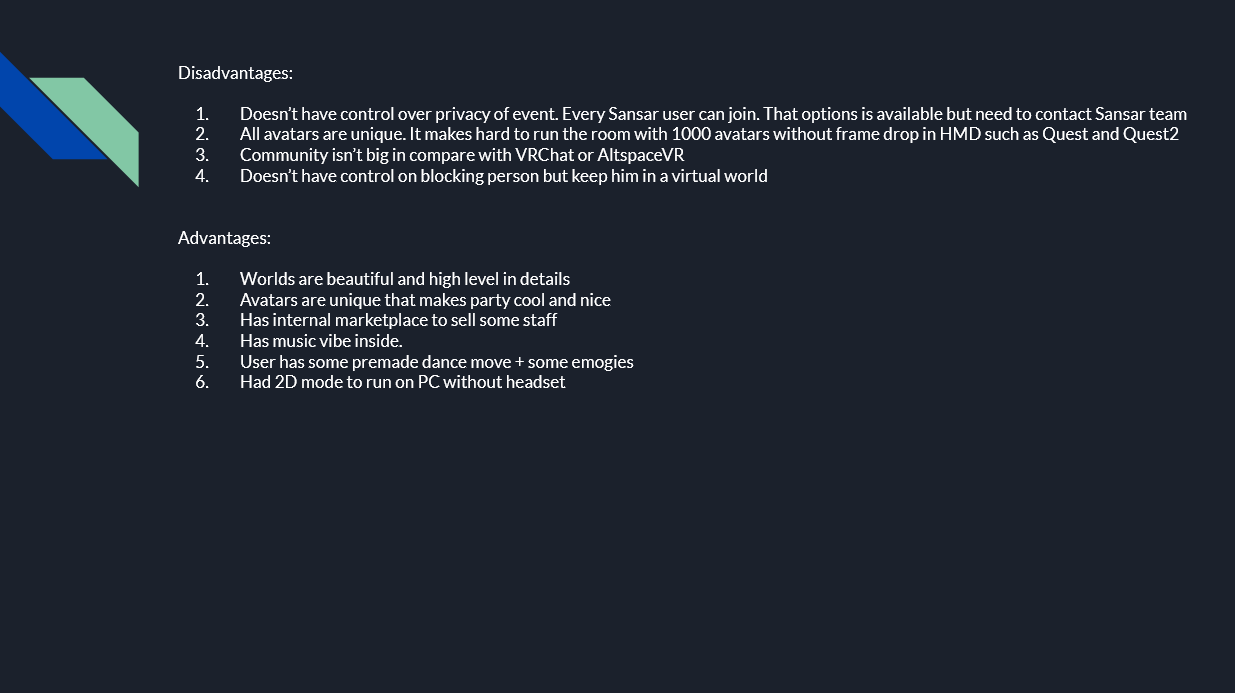 Disadvantages:
1. Doesn’t have control over privacy of event. Every Sansar user can join. That options is available but need to contact Sansar team
2. All avatars are unique. It makes hard to run the room with 1000 avatars without frame drop in HMD such as Quest and Quest2
3. Community isn’t big in compare with VRChat or AltspaceVR
4. Doesn’t have control on blocking person but keep him in a virtual world
Advantages:
1. Worlds are beautiful and high level in details
2. Avatars are unique that makes party cool and nice
3. Has internal marketplace to sell some staff
4. Has music vibe inside.
5. User has some premade dance move + some emogies
6. Had 2D mode to run on PC without headset